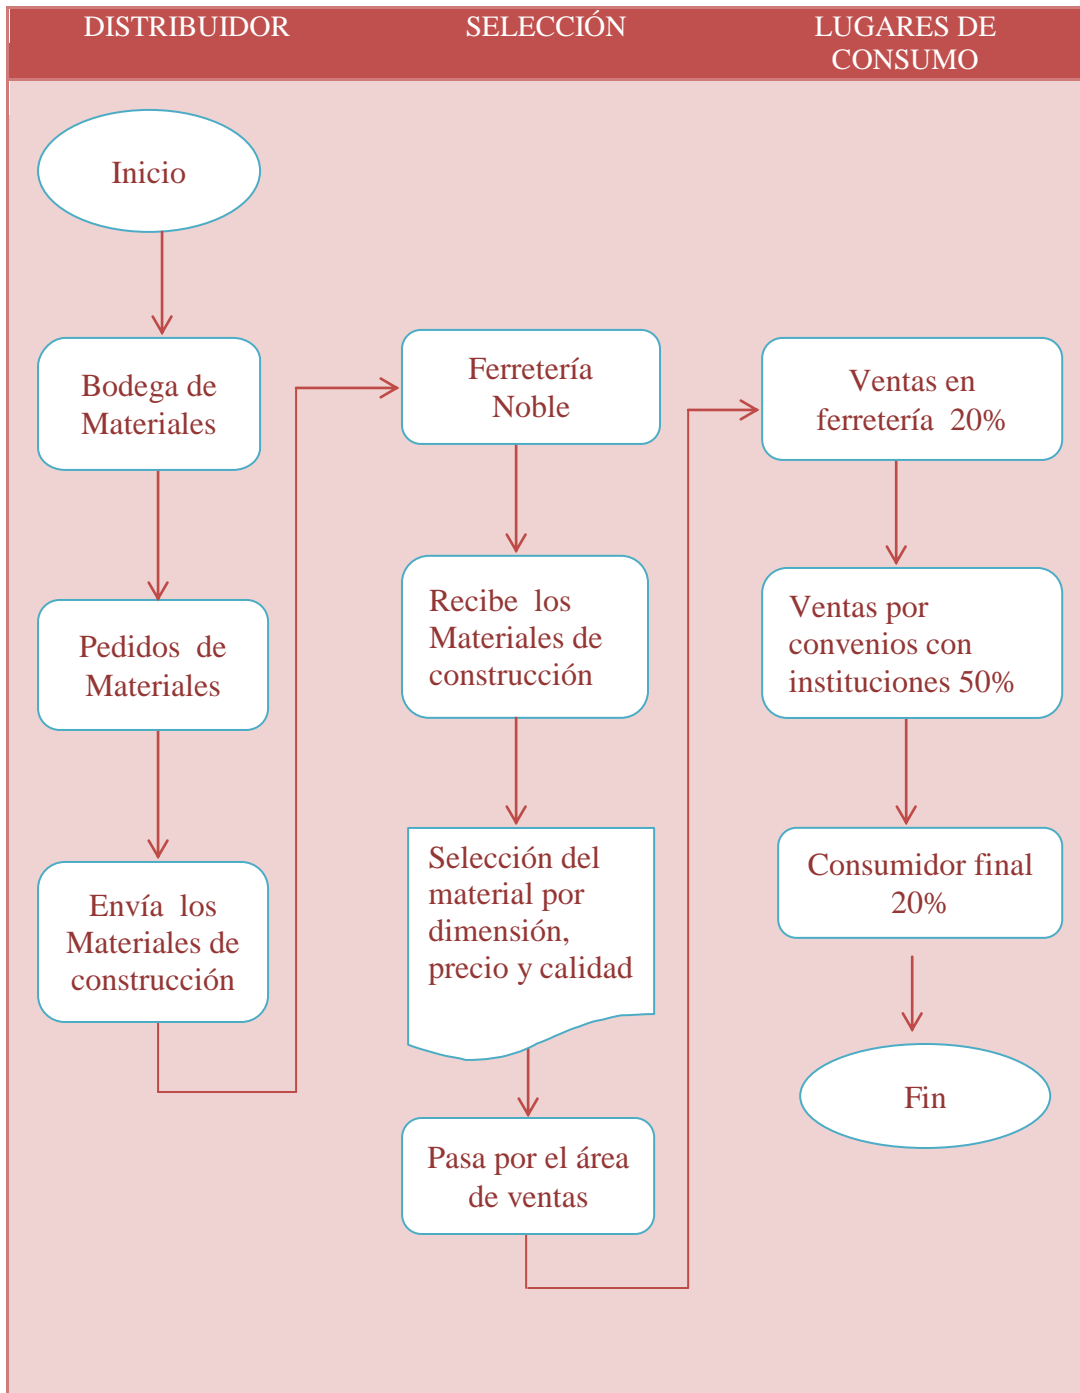 DISTRIBUIDOR
SELECCIÓN
LUGARES DE
CONSUMO
Inicio
Bodega de
Materiales
Pedidos de
Materiales
Envía los
Materiales de
construcción
Ferretería
Noble
Recibe los
Materiales de
construcción
Selección del
material por
dimensión,
precio y calidad
Pasa por el área
de ventas
Ventas en
ferretería 20%
Ventas por
convenios con
instituciones 50%
Consumidor final
20%
Fin